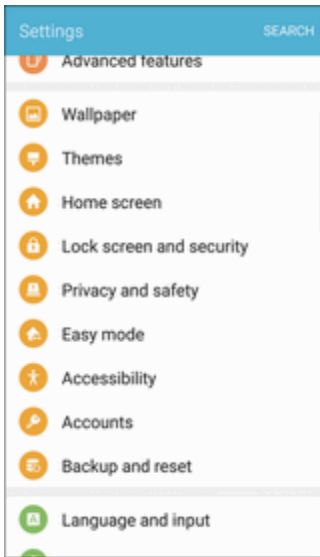 Settings
SEARCH
Advanced features
Wallpaper
Themes
Home screen
Lock screen and security
Privacy and safety
Easy mode
Accessibility
Accounts
Backup and reset
Language and input